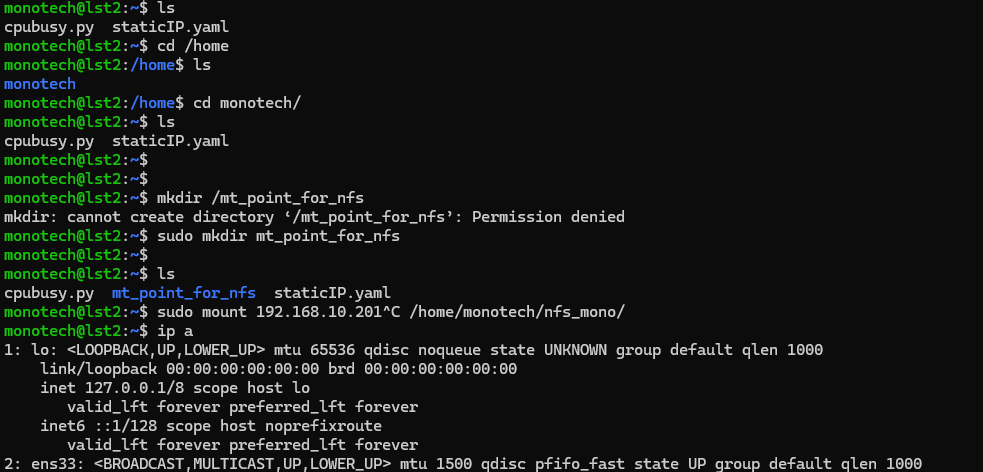 monotech@lst2:~$ ls
cpubusy.py  staticIP.yaml
monotech@lst2:~$ cd /home
monotech@lst2:/home$ ls
monotech
monotech@lst2:/home$ cd monotech/
monotech@lst2:~$ ls
cpubusy.py  staticIP.yaml
monotech@lst2:~$
monotech@lst2:~$
monotech@lst2:~$ mkdir /mt_point_for_nfs
mkdir: cannot create directory ‘/mt_point_for_nfs’: Permission denied
monotech@lst2:~$ sudo mkdir mt_point_for_nfs
monotech@lst2:~$
monotech@lst2:~$ ls
cpubusy.py  mt_point_for_nfs  staticIP.yaml
monotech@lst2:~$ sudo mount 192.168.10.201^C /home/monotech/nfs_mono/
monotech@lst2:~$ ip a
1: lo: <LOOPBACK,UP,LOWER_UP> mtu 65536 qdisc noqueue state UNKNOWN group default qlen 1000
    link/loopback 00:00:00:00:00:00 brd 00:00:00:00:00:00
    inet 127.0.0.1/8 scope host lo
       valid_lft forever preferred_lft forever
    inet6 ::1/128 scope host noprefixroute
       valid_lft forever preferred_lft forever
2: ens33: <BROADCAST,MULTICAST,UP,LOWER_UP> mtu 1500 qdisc pfifo_fast state UP group default qlen 1000